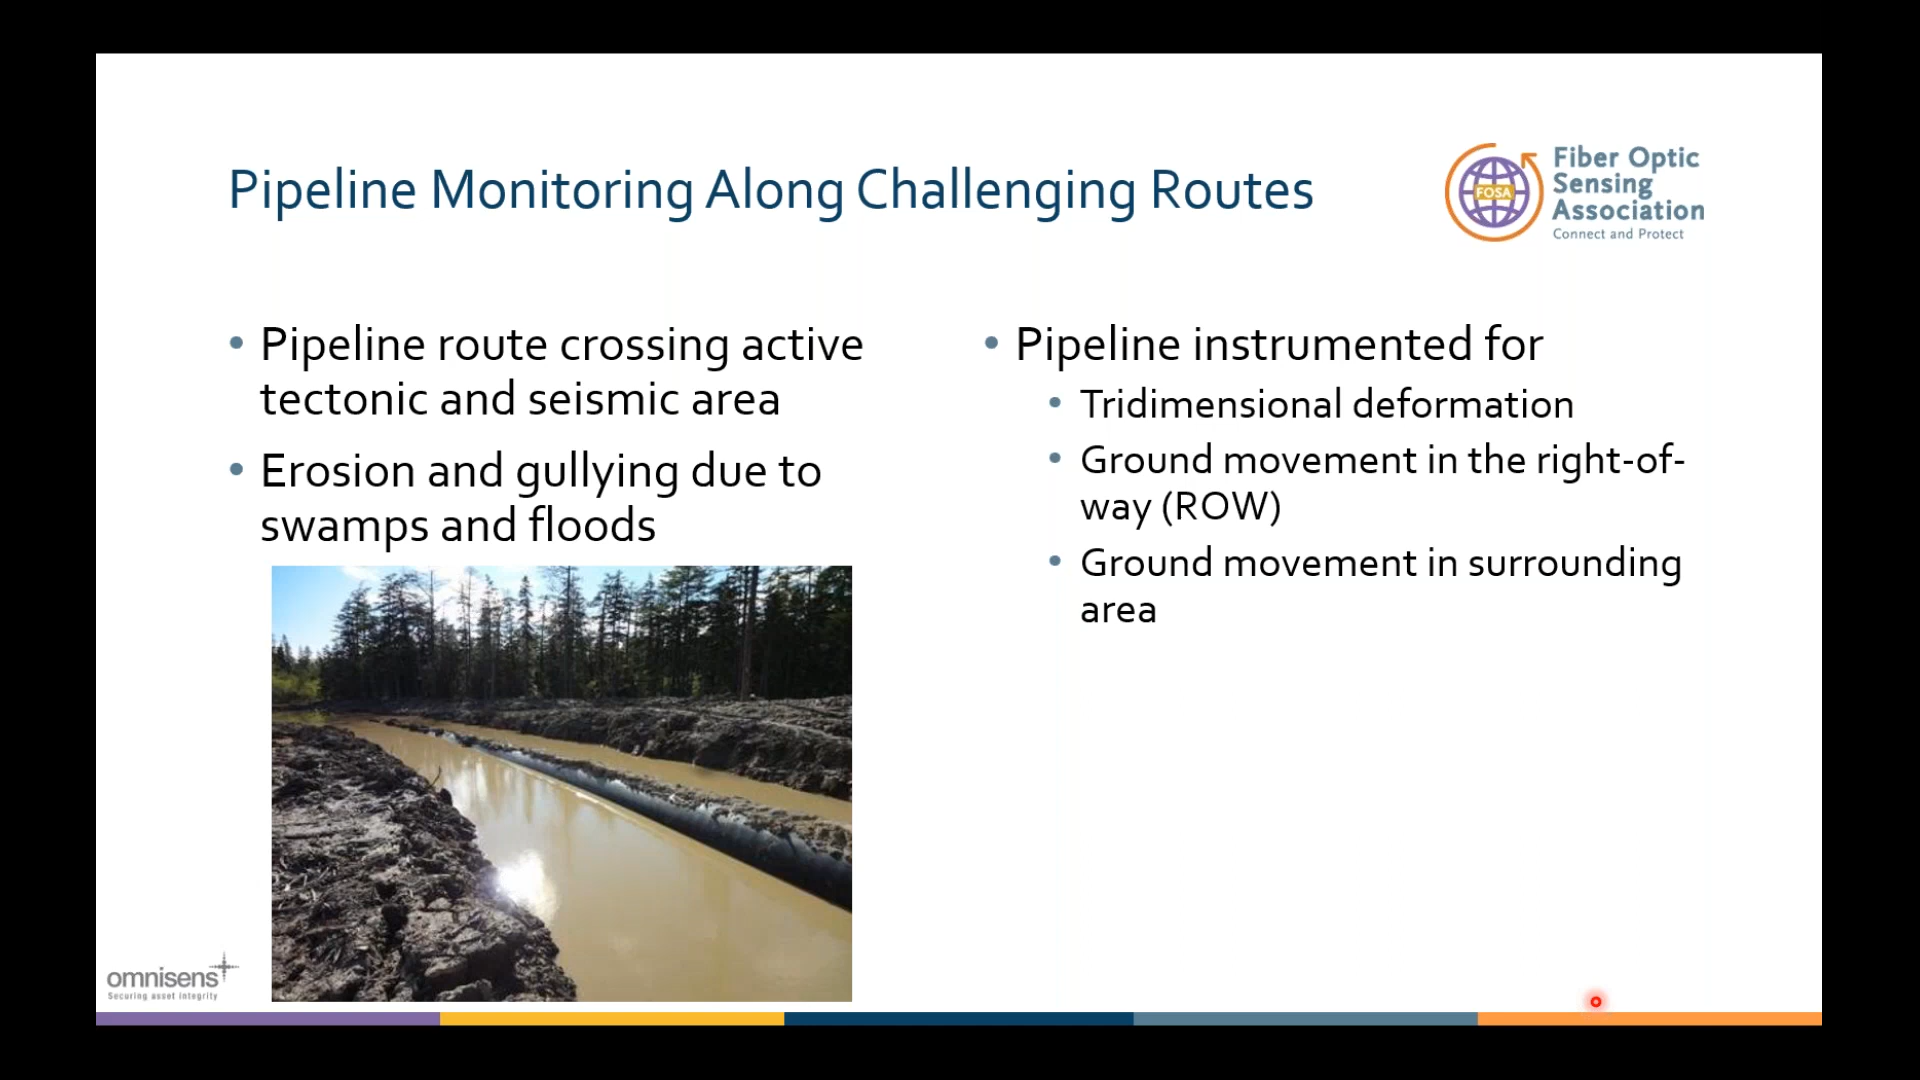 Pipeline Monitoring Along Challenging Routes
FOSA
Fiber Optic
Sensing
Association
Connect and Protect
• Pipeline route crossing active
tectonic and seismic area
• Erosion and gullying due to
swamps and floods
• Pipeline instrumented for
• Tridimensional deformation
• Ground movement in the right-of-
way (ROW)
• Ground movement in surrounding
area
omnisens
Securing asset integrity